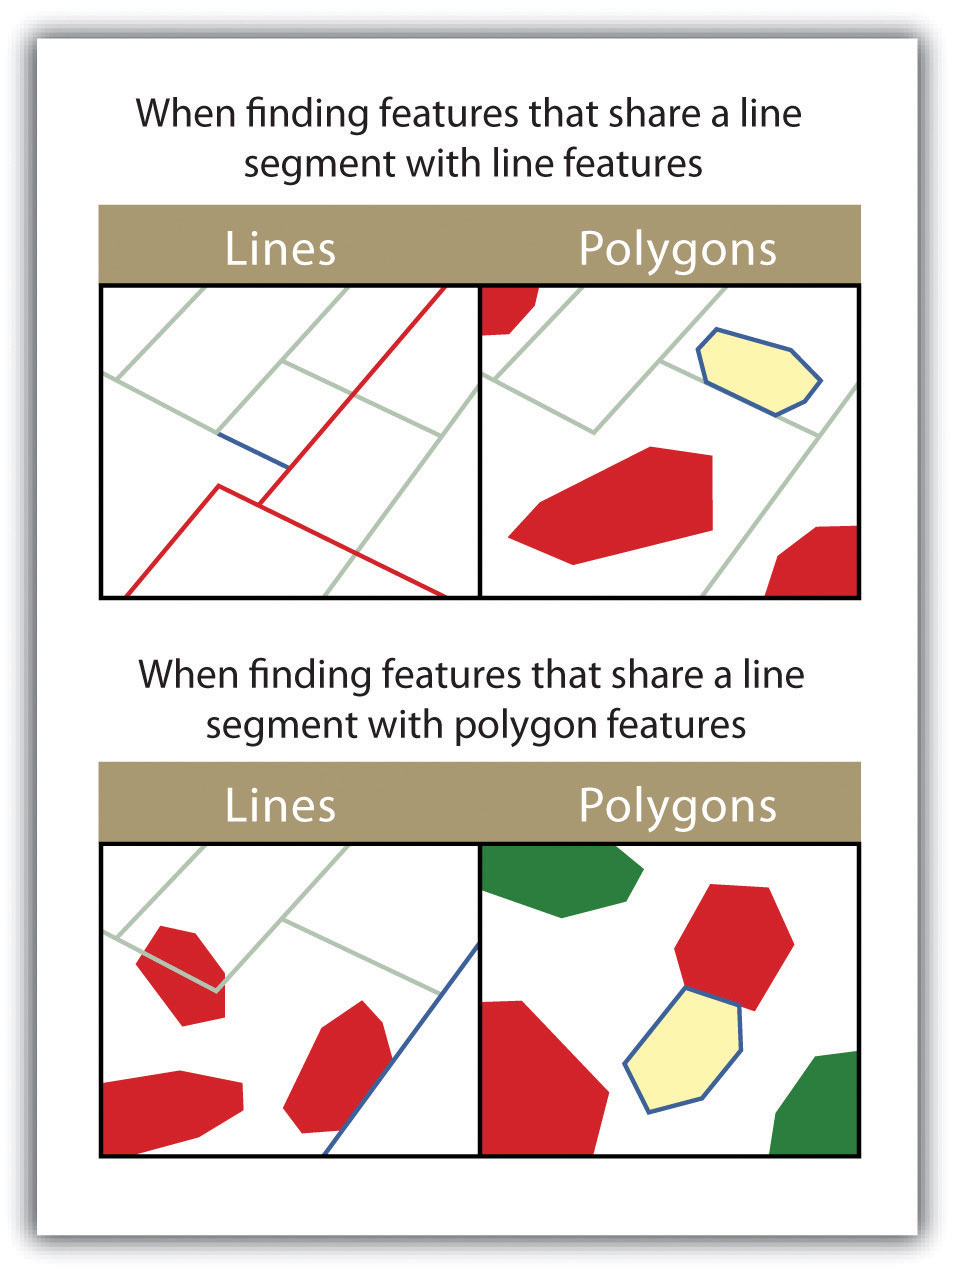 When finding features that share a line
segment with line features
Lines
Polygons
When finding features that share a line
segment with polygon features
Lines
Polygons